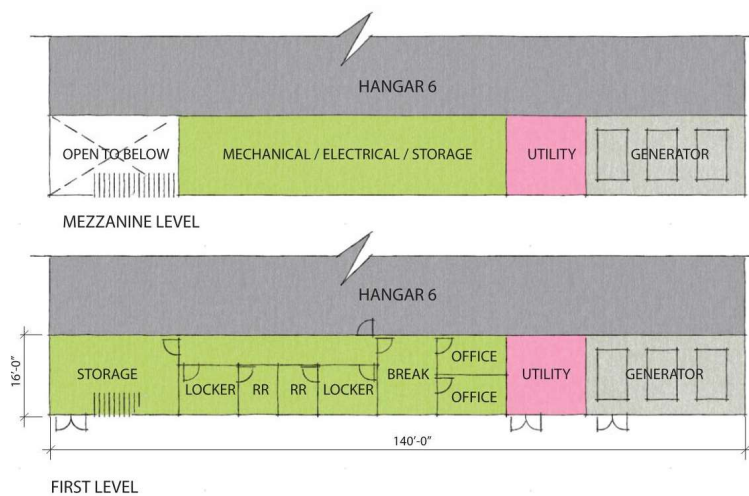 HANGAR 6
OPEN TO BELOW
MECHANICAL / ELECTRICAL / STORAGE
UTILITY
GENERATOR
MEZZANINE LEVEL
HANGAR 6
16'-0"
STORAGE
LOCKER
RR
RR
LOCKER
BREAK
OFFICE
OFFICE
UTILITY
GENERATOR
140'-0"
FIRST LEVEL